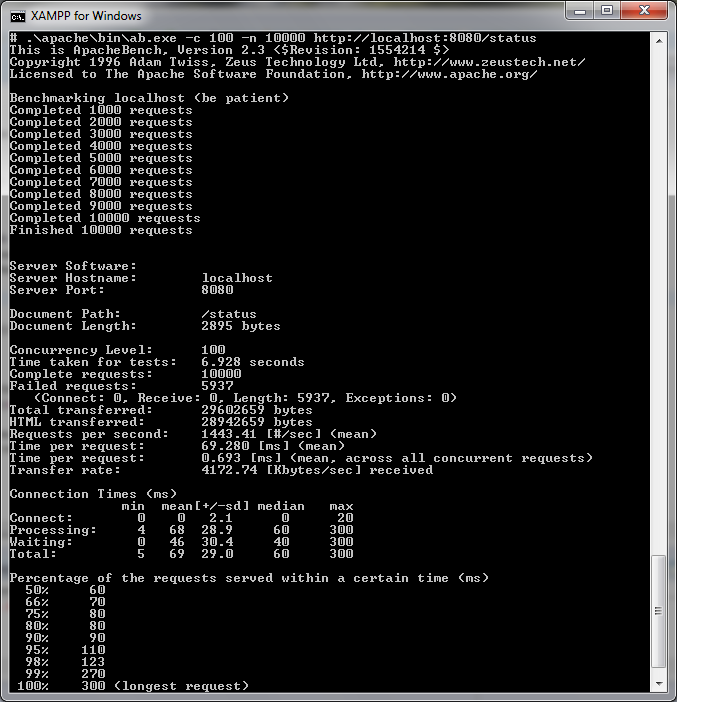 XAMPP for Windows
# .\apache\bin\ab.exe -c 100 -n 10000 http://localhost:8080/status
This is ApacheBench, Version 2.3 <$Revision: 1554214 $>
Copyright 1996 Adam Twiss, Zeus Technology Ltd, http://www.zeustech.net/
Licensed to The Apache Software Foundation, http://www.apache.org/
Benchmarking localhost (be patient)
Completed 1000 requests
Completed 2000 requests
Completed 3000 requests
Completed 4000 requests
Completed 5000 requests
Completed 6000 requests
Completed 7000 requests
Completed 8000 requests
Completed 9000 requests
Completed 10000 requests
Finished 10000 requests
Server Software:
Server Hostname:        localhost
Server Port:            8080
Document Path:          /status
Document Length:        2895 bytes
Concurrency Level:      100
Time taken for tests:   6.928 seconds
Complete requests:      10000
Failed requests:        5937
   (Connect: 0, Receive: 0, Length: 5937, Exceptions: 0)
Total transferred:      29602659 bytes
HTML transferred:       28942659 bytes
Requests per second:    1443.41 [#/sec] (mean)
Time per request:       69.280 [ms] (mean)
Time per request:       0.693 [ms] (mean, across all concurrent requests)
Transfer rate:          4172.74 [Kbytes/sec] received
Connection Times (ms)
              min  mean[+/-sd] median   max
Connect:        0    0   2.1      0      20
Processing:     4   68  28.9     60     300
Waiting:        0   46  30.4     40     300
Total:          5   69  29.0     60     300
Percentage of the requests served within a certain time (ms)
  50%     60
  66%     70
  75%     80
  80%     80
  90%     90
  95%    110
  98%    123
  99%    270
 100%    300 (longest request)